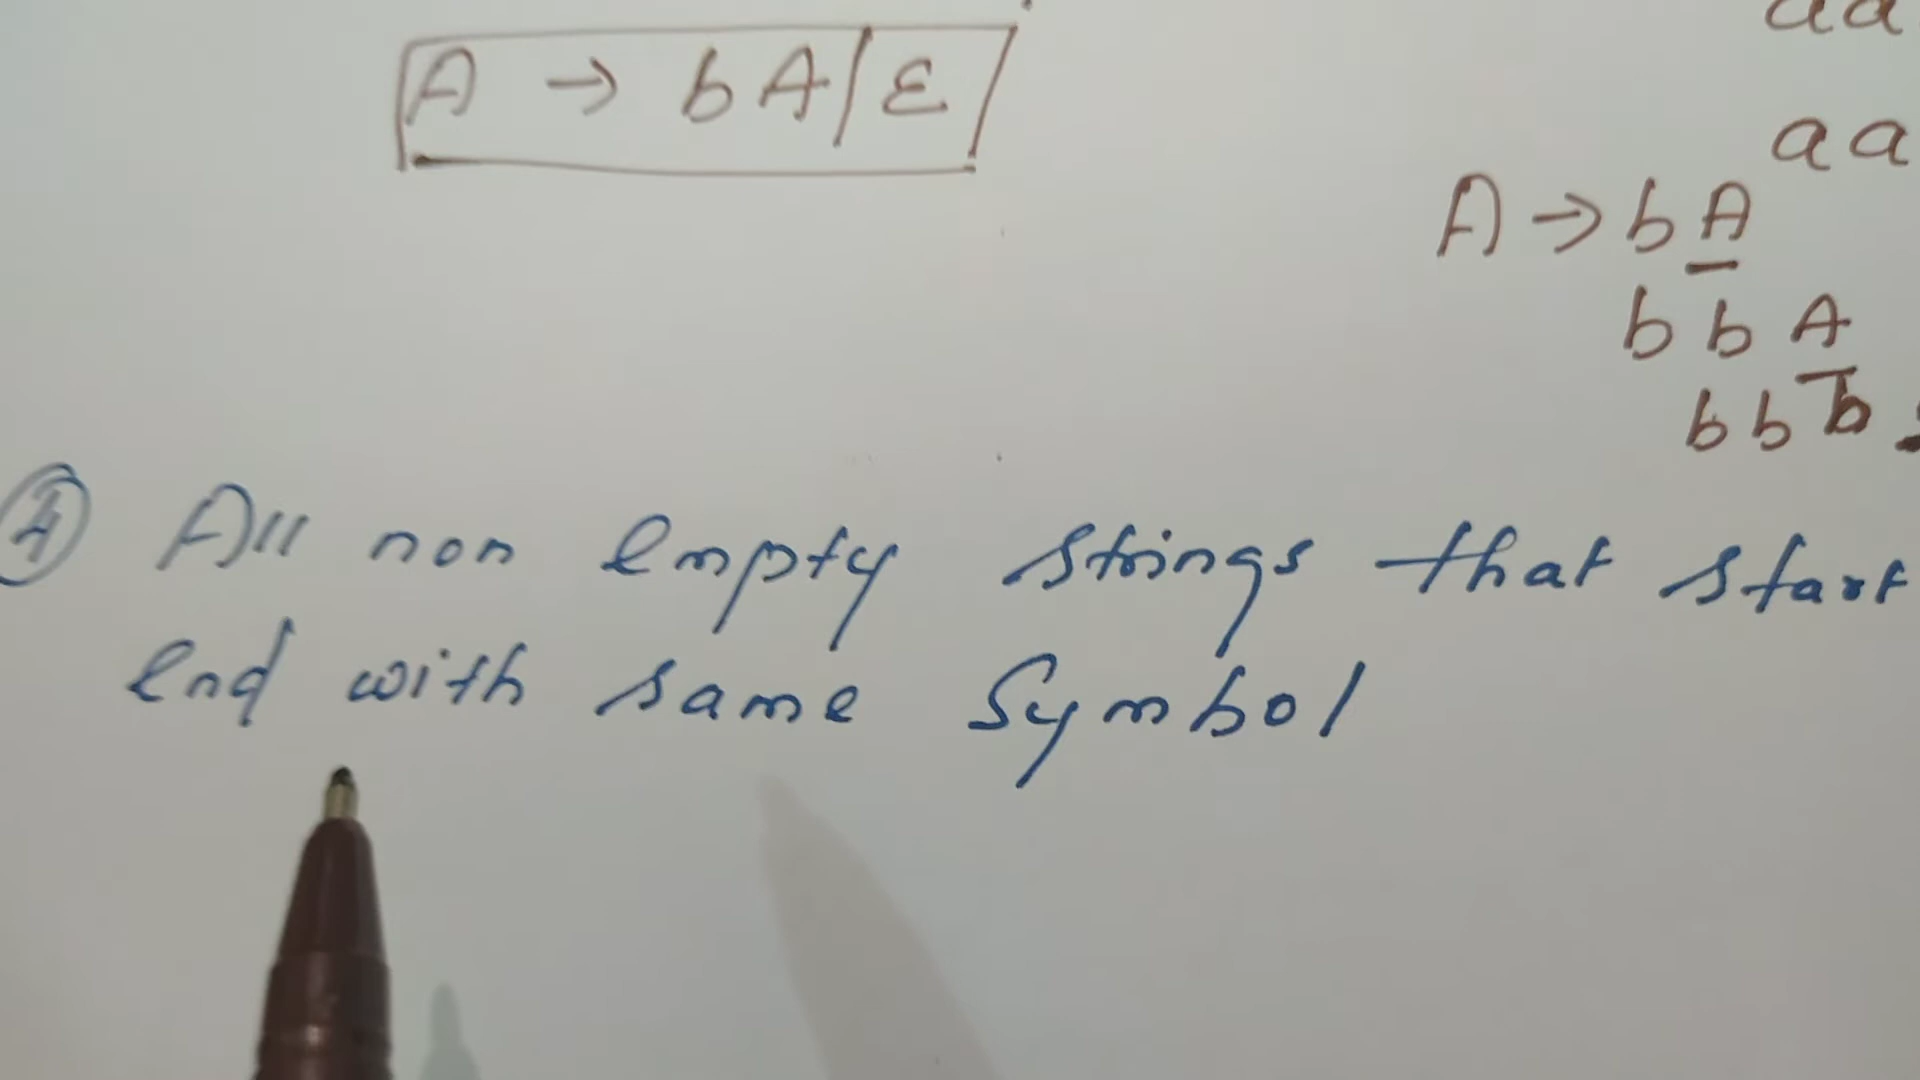 aa
A → bA/ε
aa
A → bA
bbA
bbb
④ All non empty strings that start
end with same Symbol